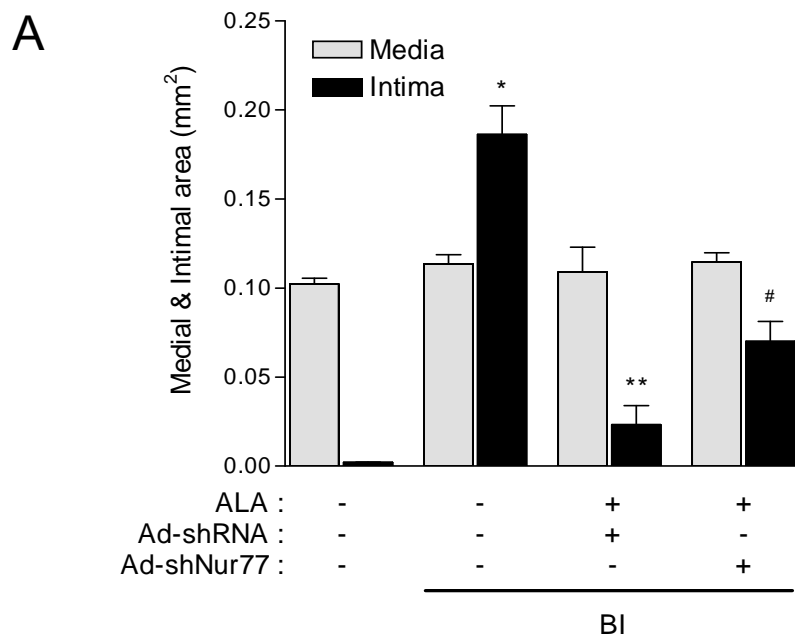 A
Medial & Intimal area (mm²)
0.25
0.20
0.15
0.10
0.05
0.00
Media
Intima
*
**
#
ALA : - - + +
Ad-shRNA : - - + -
Ad-shNur77 : - - - +
BI